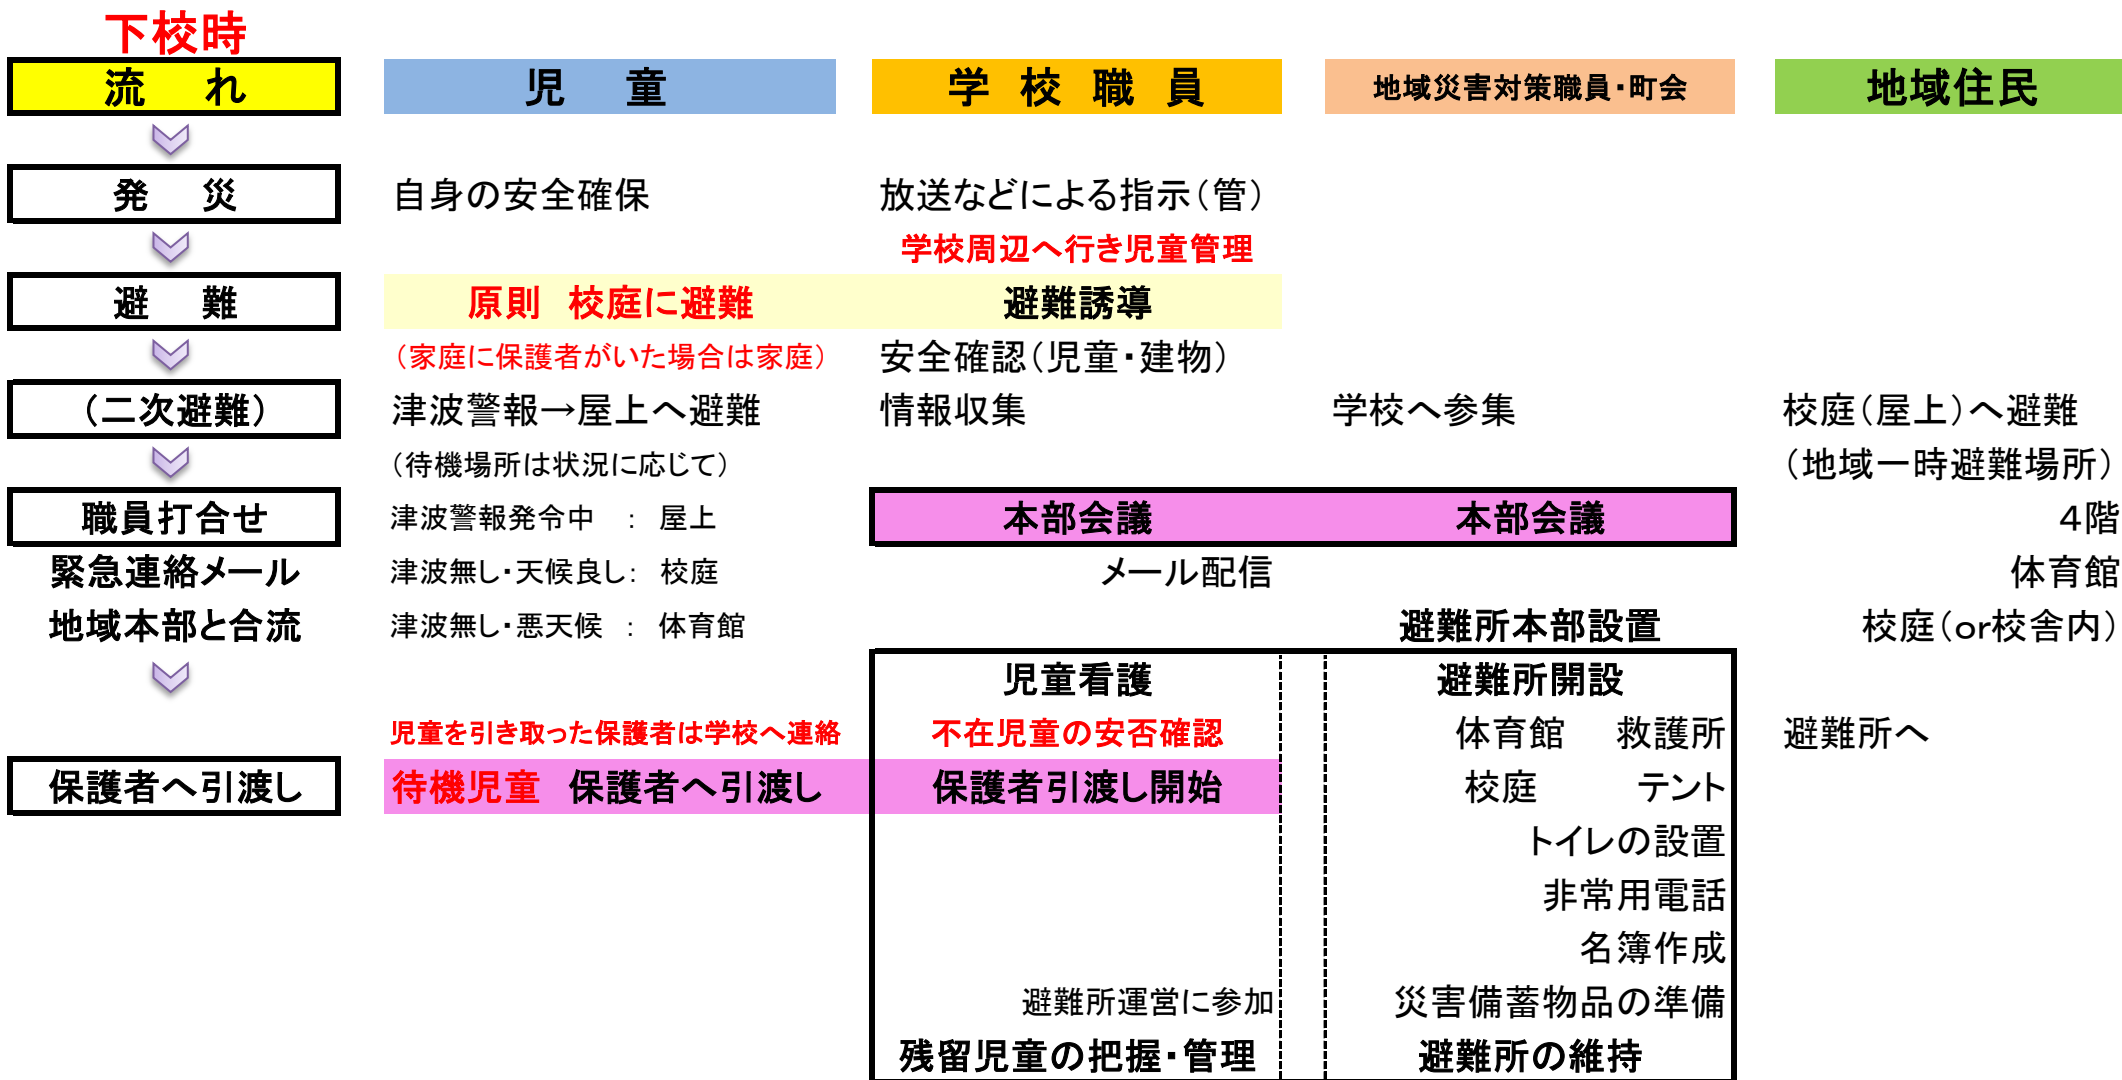 下校時
流　れ　児　童　学 校 職 員　地域災害対策職員・町会　地域住民
発　災　自身の安全確保　放送などによる指示（管）
学校周辺へ行き児童管理
避　難　原則　校庭に避難　避難誘導
（家庭に保護者がいた場合は家庭）　安全確認（児童・建物）
（二次避難）　津波警報→屋上へ避難　情報収集　学校へ参集　校庭（屋上）へ避難
（待機場所は状況に応じて）　（地域一時避難場所）
職員打合せ　津波警報発令中　：　屋上　本部会議　本部会議　４階
緊急連絡メール　津波無し・天候良し：　校庭　メール配信　体育館
地域本部と合流　津波無し・悪天候　：　体育館　避難所本部設置　校庭（or校舎内）
児童看護　避難所開設
児童を引き取った保護者は学校へ連絡　不在児童の安否確認　体育館　救護所　避難所へ
保護者へ引渡し　待機児童　保護者へ引渡し　保護者引渡し開始　校庭　テント
トイレの設置
非常用電話
名簿作成
避難所運営に参加　災害備蓄物品の準備
残留児童の把握・管理　避難所の維持